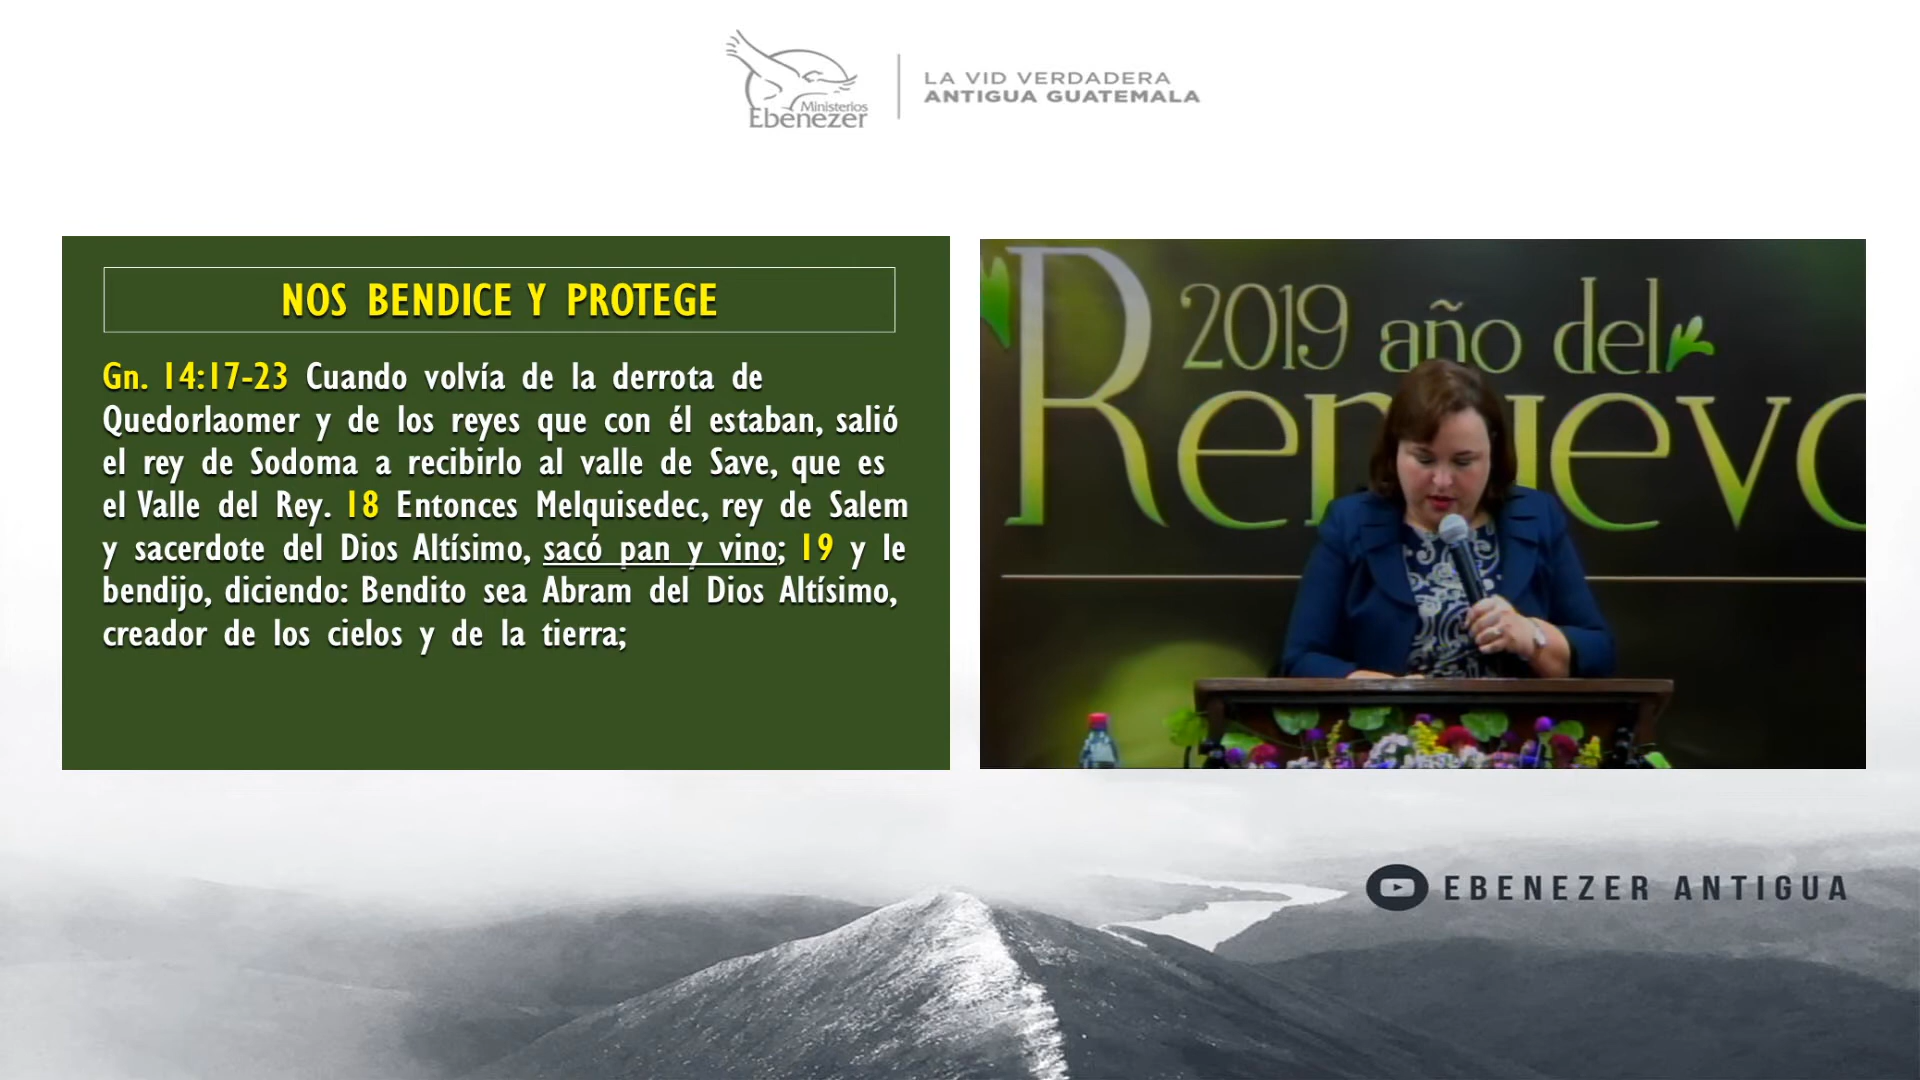 Ministerios
Ebenezer
LA VID VERDADERA
ANTIGUA GUATEMALA
NOS BENDICE Y PROTEGE
Gn. 14:17-23 Cuando volvía de la derrota de
Quedorlaomer y de los reyes que con él estaban, salió
el rey de Sodoma a recibirlo al valle de Save, que es
el Valle del Rey. 18 Entonces Melquisedec, rey de Salem
y sacerdote del Dios Altísimo, sacó pan y vino; 19 y le
bendijo, diciendo: Bendito sea Abram del Dios Altísimo,
creador de los cielos y de la tierra;
2019 año del
Renuevo
EBENEZER ANTIGUA